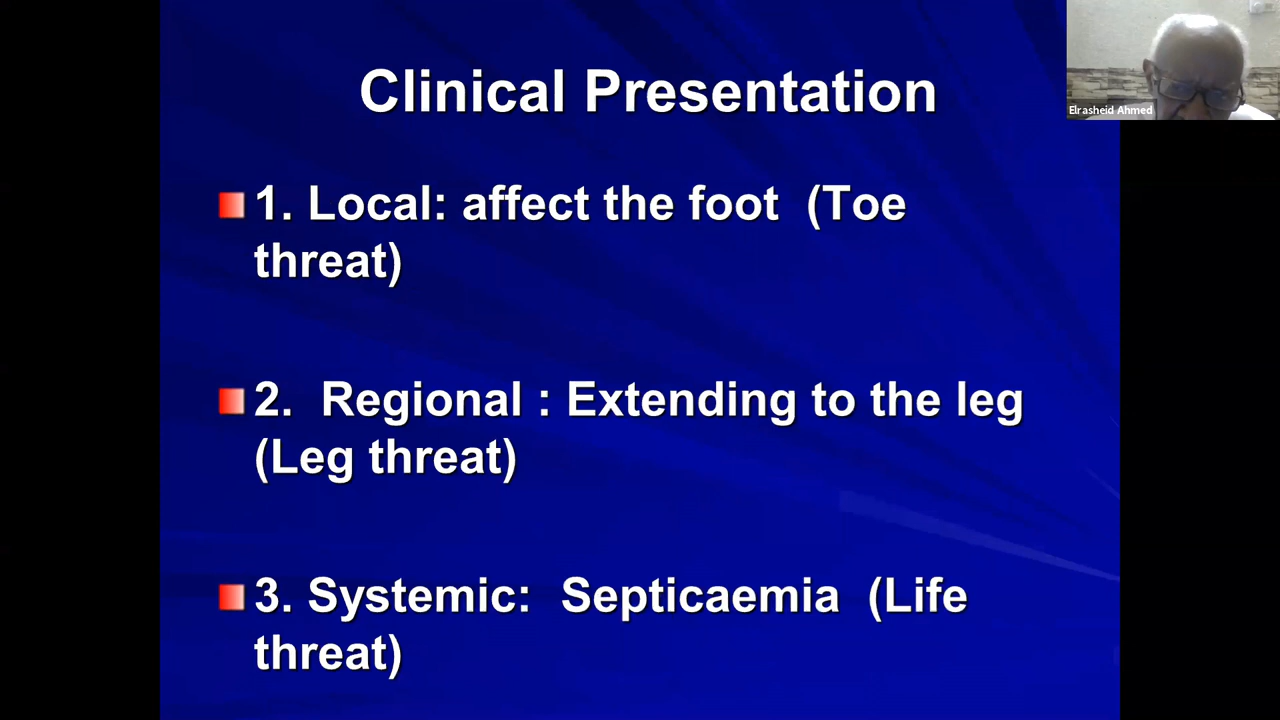 Clinical Presentation
Elrasheid Ahmed
1. Local: affect the foot (Toe
threat)
2. Regional : Extending to the leg
(Leg threat)
3. Systemic: Septicaemia (Life
threat)